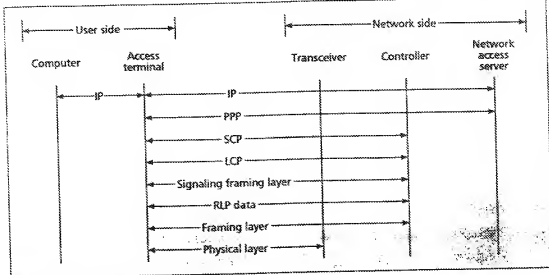 User side
Network side
Computer
Access terminal
Transceiver
Controller
Network access server
IP
IP
PPP
SCP
LCP
Signaling framing layer
RLP data
Framing layer
Physical layer